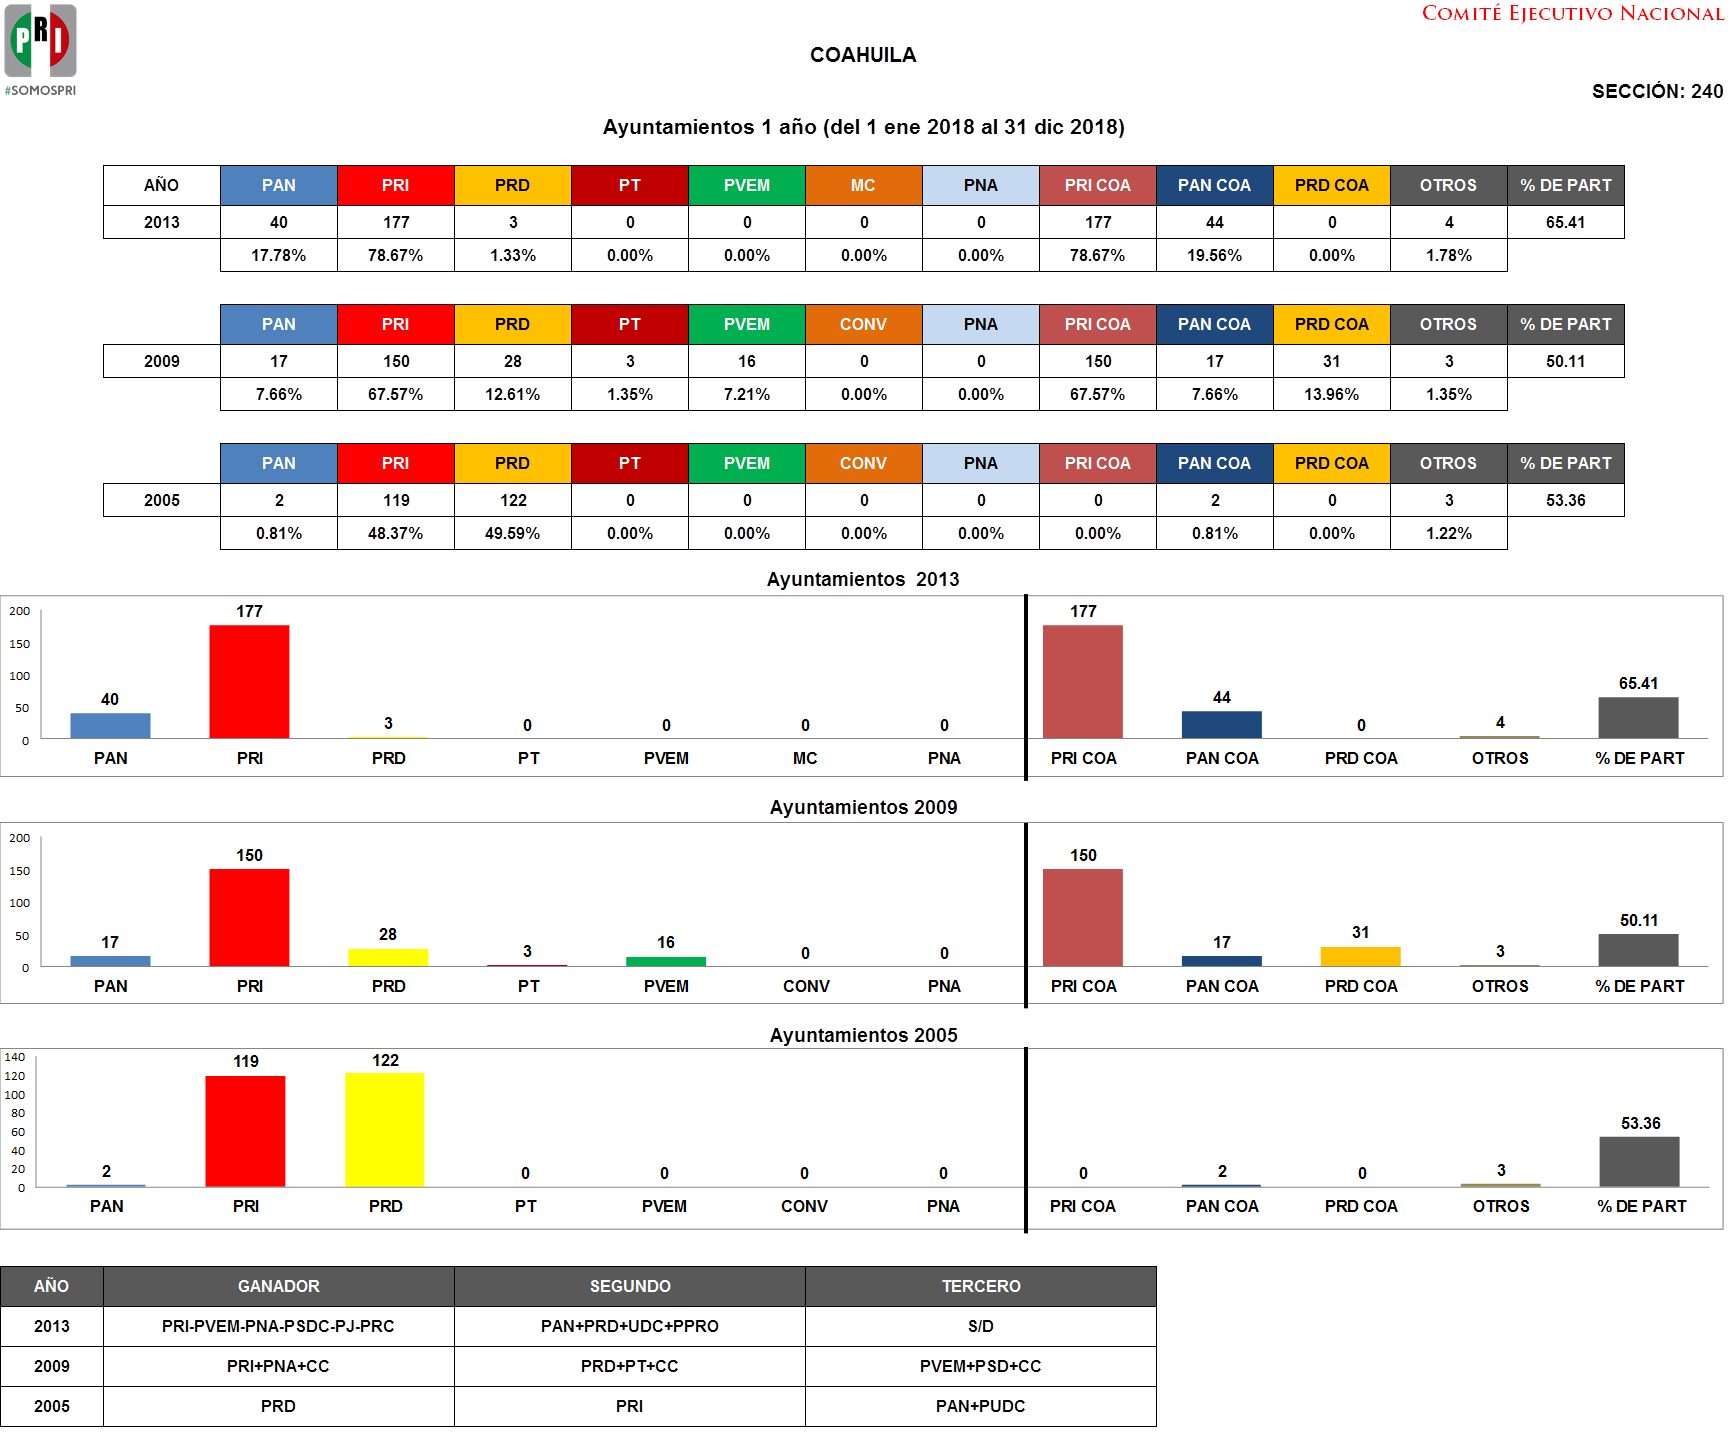 PRI
#SOMOSPRI
COMITÉ EJECUTIVO NACIONAL
COAHUILA
SECCIÓN: 240
Ayuntamientos 1 año (del 1 ene 2018 al 31 dic 2018)
AÑO PAN PRI PRD PT PVEM MC PNA PRI COA PAN COA PRD COA OTROS % DE PART
2013 40 177 3 0 0 0 0 177 44 0 4 65.41
17.78% 78.67% 1.33% 0.00% 0.00% 0.00% 0.00% 78.67% 19.56% 0.00% 1.78%
PAN PRI PRD PT PVEM CONV PNA PRI COA PAN COA PRD COA OTROS % DE PART
2009 17 150 28 3 16 0 0 150 17 31 3 50.11
7.66% 67.57% 12.61% 1.35% 7.21% 0.00% 0.00% 67.57% 7.66% 13.96% 1.35%
PAN PRI PRD PT PVEM CONV PNA PRI COA PAN COA PRD COA OTROS % DE PART
2005 2 119 122 0 0 0 0 0 2 0 3 53.36
0.81% 48.37% 49.59% 0.00% 0.00% 0.00% 0.00% 0.00% 0.81% 0.00% 1.22%
Ayuntamientos 2013
200
150
100
50
0
40 177 3 0 0 0 0 177 44 0 4 65.41
PAN PRI PRD PT PVEM MC PNA PRI COA PAN COA PRD COA OTROS % DE PART
Ayuntamientos 2009
200
150
100
50
0
17 150 28 3 16 0 0 150 17 31 3 50.11
PAN PRI PRD PT PVEM CONV PNA PRI COA PAN COA PRD COA OTROS % DE PART
Ayuntamientos 2005
140
120
100
80
60
40
20
0
2 119 122 0 0 0 0 0 2 0 3 53.36
PAN PRI PRD PT PVEM CONV PNA PRI COA PAN COA PRD COA OTROS % DE PART
AÑO GANADOR SEGUNDO TERCERO
2013 PRI-PVEM-PNA-PSDC-PJ-PRC PAN+PRD+UDC+PPRO S/D
2009 PRI+PNA+CC PRD+PT+CC PVEM+PSD+CC
2005 PRD PRI PAN+PUDC